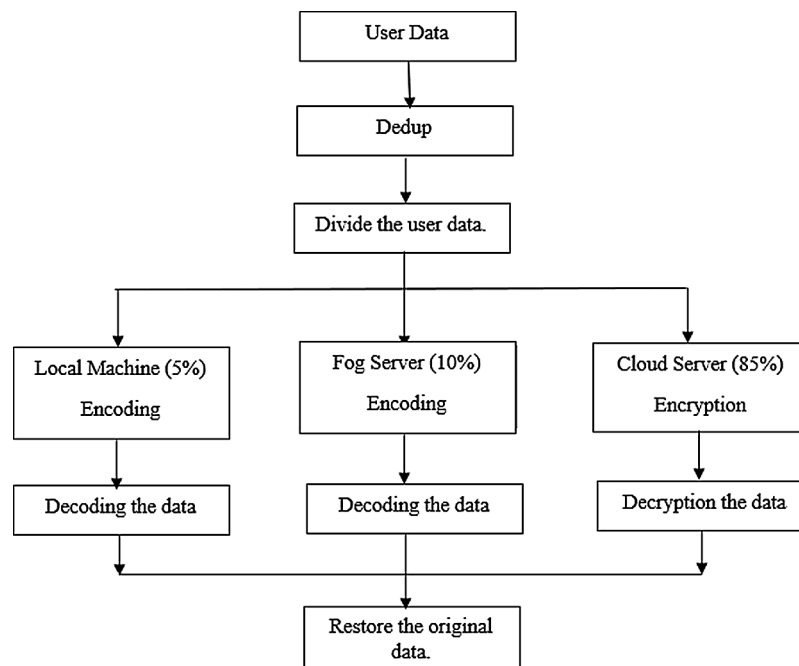 User Data
Dedup
Divide the user data.
Local Machine (5%)
Encoding
Fog Server (10%)
Encoding
Cloud Server (85%)
Encryption
Decoding the data
Decoding the data
Decryption the data
Restore the original
data.